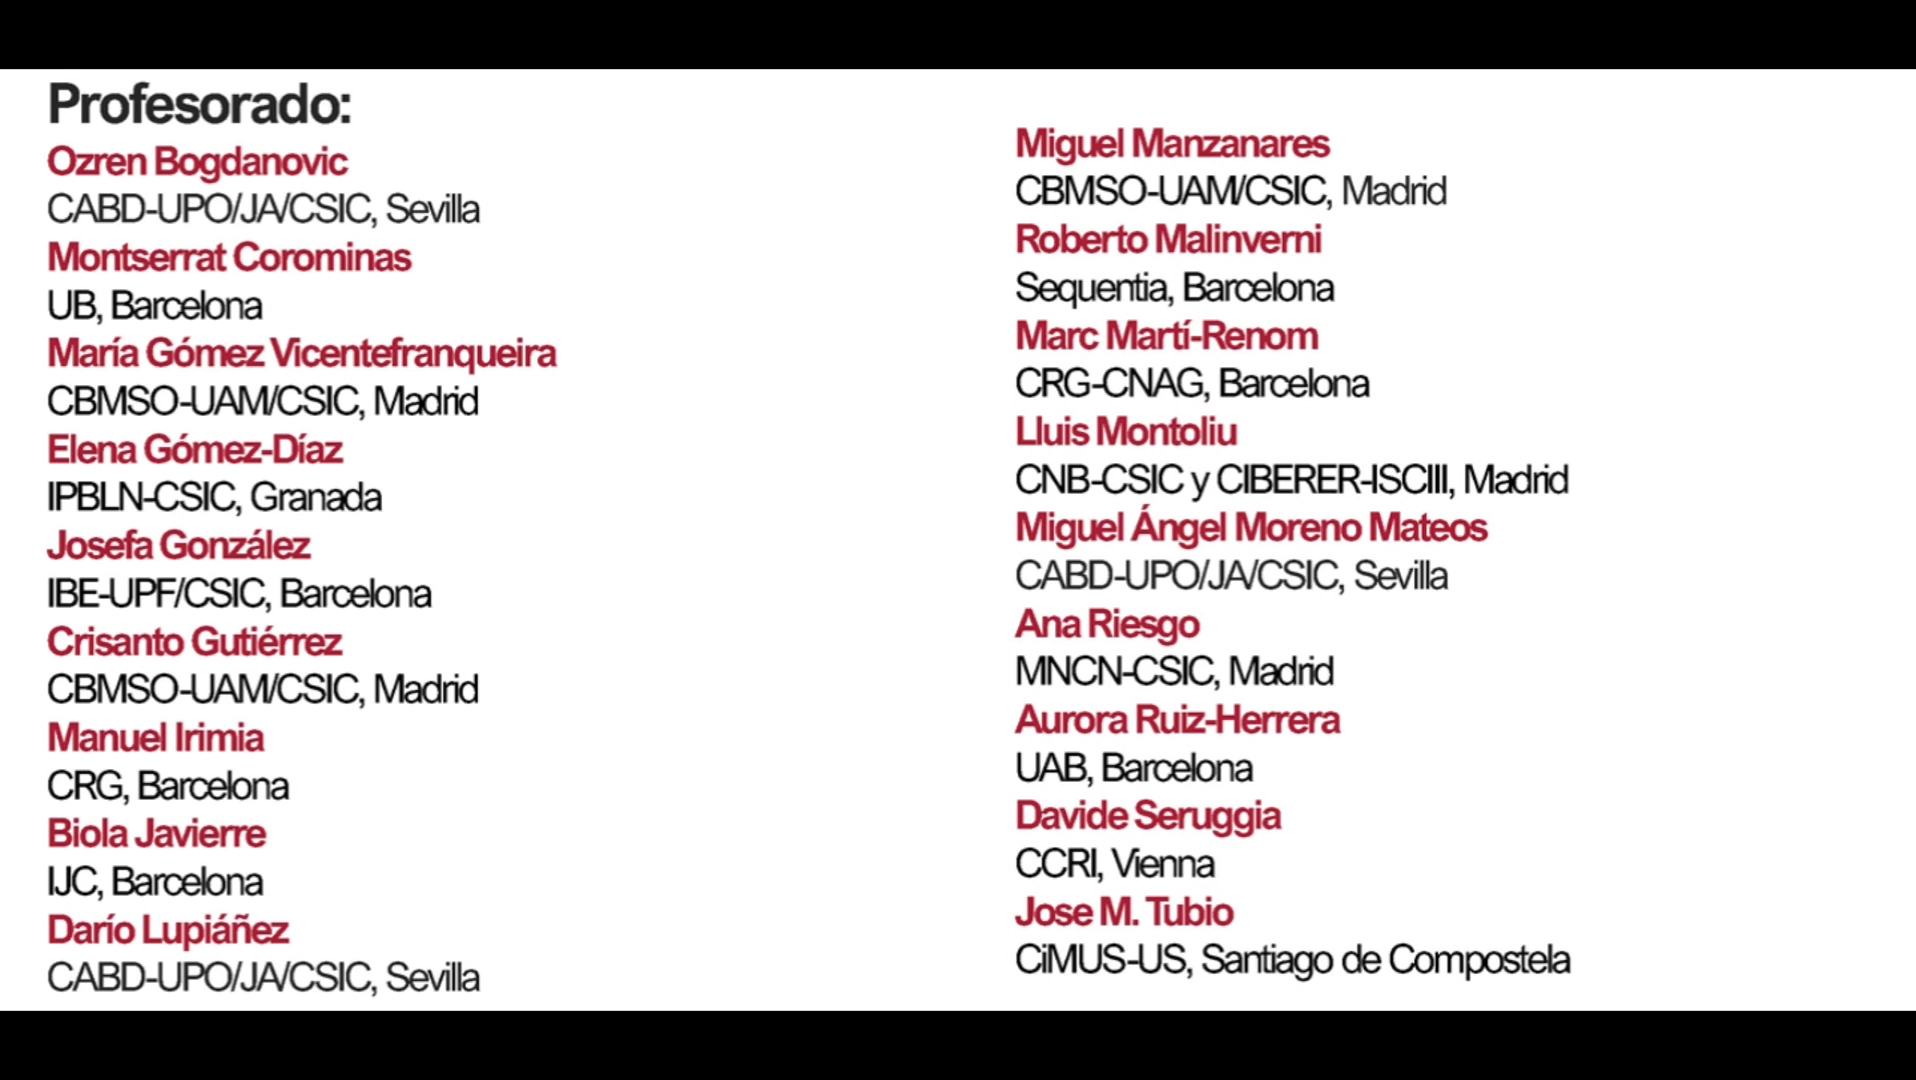 Profesorado:
Ozren Bogdanovic
CABD-UPO/JA/CSIC, Sevilla
Montserrat Corominas
UB, Barcelona
María Gómez Vicentefranqueira
CBMSO-UAM/CSIC, Madrid
Elena Gómez-Díaz
IPBLN-CSIC, Granada
Josefa González
IBE-UPF/CSIC, Barcelona
Crisanto Gutiérrez
CBMSO-UAM/CSIC, Madrid
Manuel Irimia
CRG, Barcelona
Biola Javierre
IJC, Barcelona
Darío Lupiáñez
CABD-UPO/JA/CSIC, Sevilla
Miguel Manzanares
CBMSO-UAM/CSIC, Madrid
Roberto Malinverni
Sequentia, Barcelona
Marc Martí-Renom
CRG-CNAG, Barcelona
Lluis Montoliu
CNB-CSIC y CIBERER-ISCIII, Madrid
Miguel Ángel Moreno Mateos
CABD-UPO/JA/CSIC, Sevilla
Ana Riesgo
MNCN-CSIC, Madrid
Aurora Ruiz-Herrera
UAB, Barcelona
Davide Seruggia
CCRI, Vienna
Jose M. Tubio
CiMUS-US, Santiago de Compostela